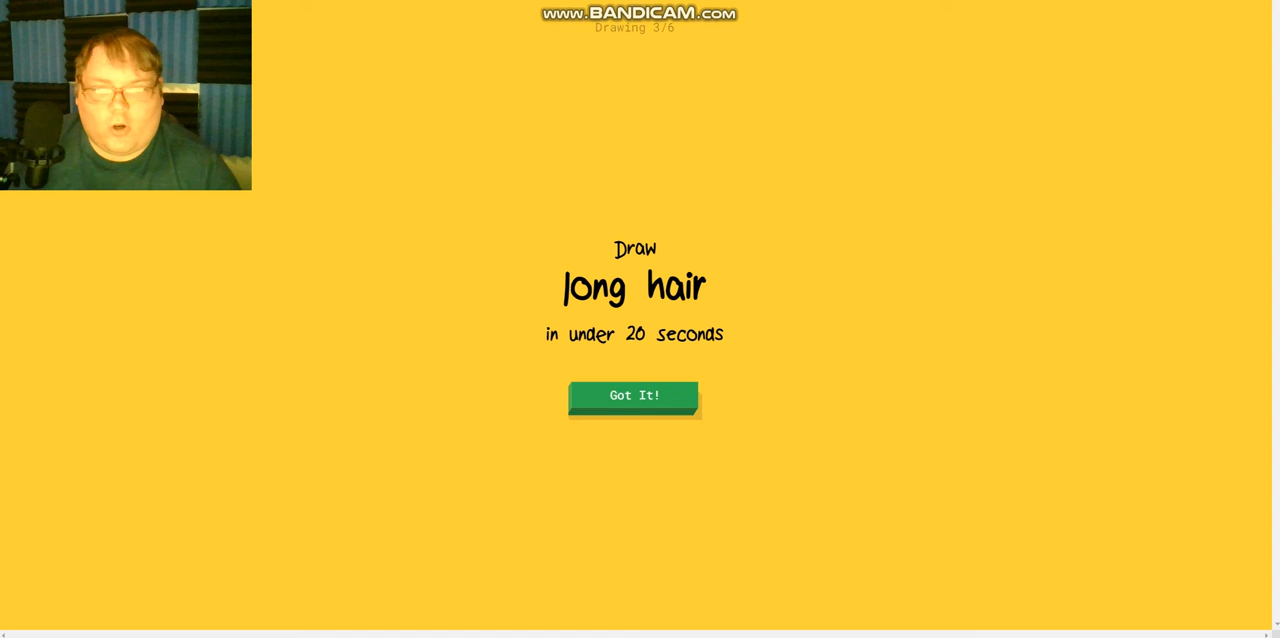 www.BANDICAM.com
Drawing 3/6
Draw
long hair
in under 20 seconds
Got It!